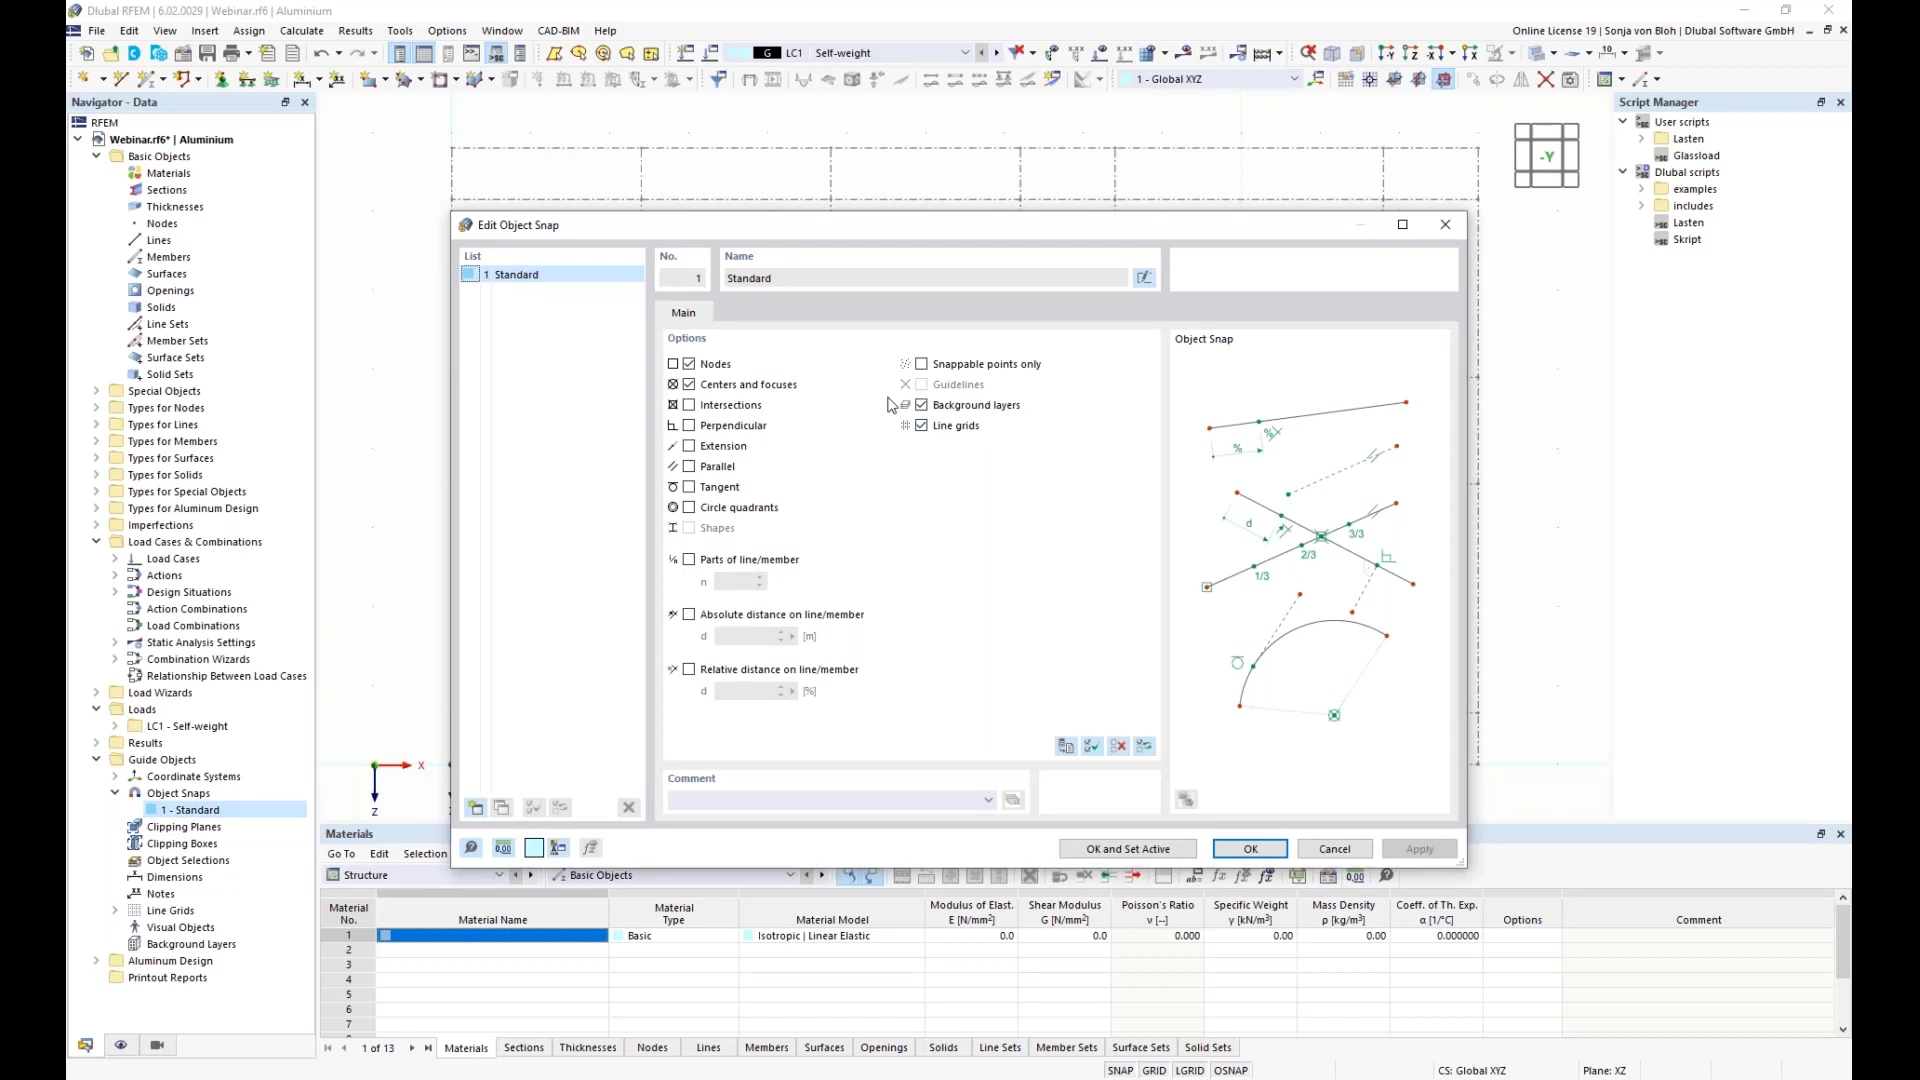 Dlubal RFEM | 6.02.0029 | Webinar.rf6* | Aluminium
File Edit View Insert Assign Calculate Results Tools Options Window CAD-BIM Help
Online License 19 | Sonja von Bloh | Dlubal Software GmbH
G LC1 Self-weight
1 - Global XYZ
Navigator - Data
RFEM
Webinar.rf6* | Aluminium
Basic Objects
Materials
Sections
Thicknesses
Nodes
Lines
Members
Surfaces
Openings
Solids
Line Sets
Member Sets
Surface Sets
Solid Sets
Special Objects
Types for Nodes
Types for Lines
Types for Members
Types for Surfaces
Types for Solids
Types for Special Objects
Types for Aluminum Design
Imperfections
Load Cases & Combinations
Load Cases
Actions
Design Situations
Action Combinations
Load Combinations
Static Analysis Settings
Combination Wizards
Relationship Between Load Cases
Load Wizards
Loads
LC1 - Self-weight
Results
Guide Objects
Coordinate Systems
Object Snaps
1 - Standard
Clipping Planes
Clipping Boxes
Object Selections
Dimensions
Notes
Line Grids
Visual Objects
Background Layers
Aluminum Design
Printout Reports
-Y
X
Z
Script Manager
User scripts
Lasten
Glassload
Dlubal scripts
examples
includes
Lasten
Skript
Edit Object Snap
List
1 Standard
No.
1
Name
Standard
Main
Options
Nodes
Centers and focuses
Intersections
Perpendicular
Extension
Parallel
Tangent
Circle quadrants
Shapes
Parts of line/member
n
Absolute distance on line/member
d [m]
Relative distance on line/member
d [%]
Snappable points only
Guidelines
Background layers
Line grids
Comment
Object Snap
%
%
d
3/3
2/3
1/3
OK and Set Active OK Cancel Apply
Materials
Go To Edit Selection
Structure Basic Objects
Material No. Material Name Material Type Material Model Modulus of Elast. E [N/mm²] Shear Modulus G [N/mm²] Poisson's Ratio ν [--] Specific Weight γ [kN/m³] Mass Density ρ [kg/m³] Coeff. of Th. Exp. α [1/°C] Options Comment
1 Basic Isotropic | Linear Elastic 0.0 0.0 0.000 0.00 0.00 0.000000
2
3
4
5
6
7
1 of 13 Materials Sections Thicknesses Nodes Lines Members Surfaces Openings Solids Line Sets Member Sets Surface Sets Solid Sets
SNAP GRID LGRID OSNAP CS: Global XYZ Plane: XZ